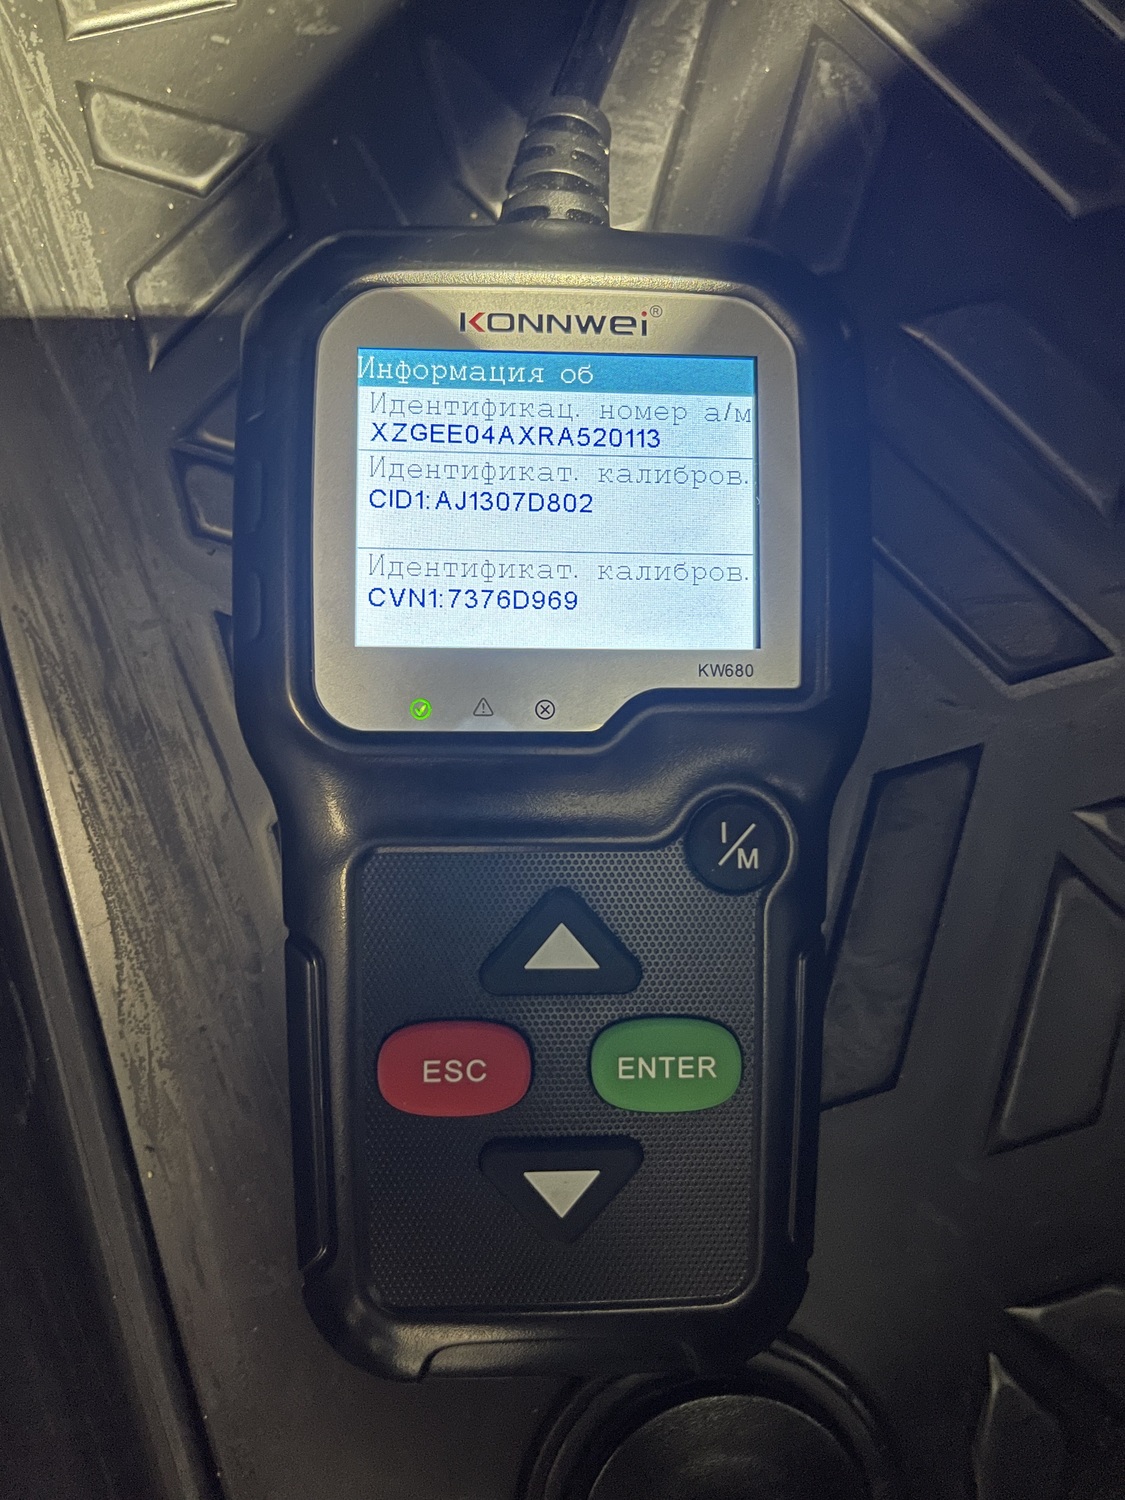 KONNWEI®
Информация об
Идентификац. номер а/м
XZGEE04AXRA520113
Идентификат. калибров.
CID1:AJ1307D802
Идентификат. калибров.
CVN1:7376D969
KW680
I/M
ESC
ENTER